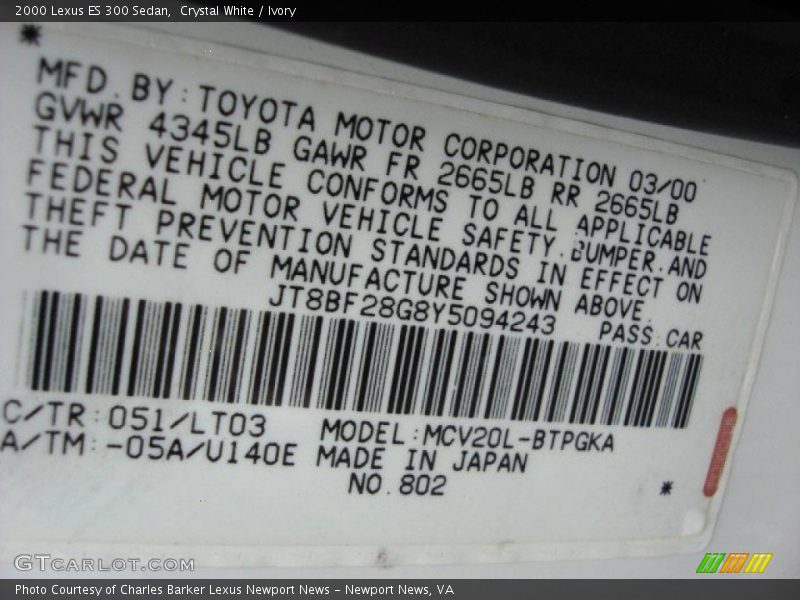 2000 Lexus ES 300 Sedan,  Crystal White / Ivory
*
MFD. BY: TOYOTA MOTOR CORPORATION 03/00
GVWR 4345LB GAWR FR 2665LB RR 2665LB
THIS VEHICLE CONFORMS TO ALL APPLICABLE
FEDERAL MOTOR VEHICLE SAFETY, BUMPER, AND
THEFT PREVENTION STANDARDS IN EFFECT ON
THE DATE OF MANUFACTURE SHOWN ABOVE.
JT8BF28G8Y5094243 PASS. CAR
C/TR: 051/LT03 MODEL: MCV20L-BTPGKA
A/TM: -05A/U140E MADE IN JAPAN
NO. 802 *
GTCARLOT.COM
Photo Courtesy of Charles Barker Lexus Newport News – Newport News, VA